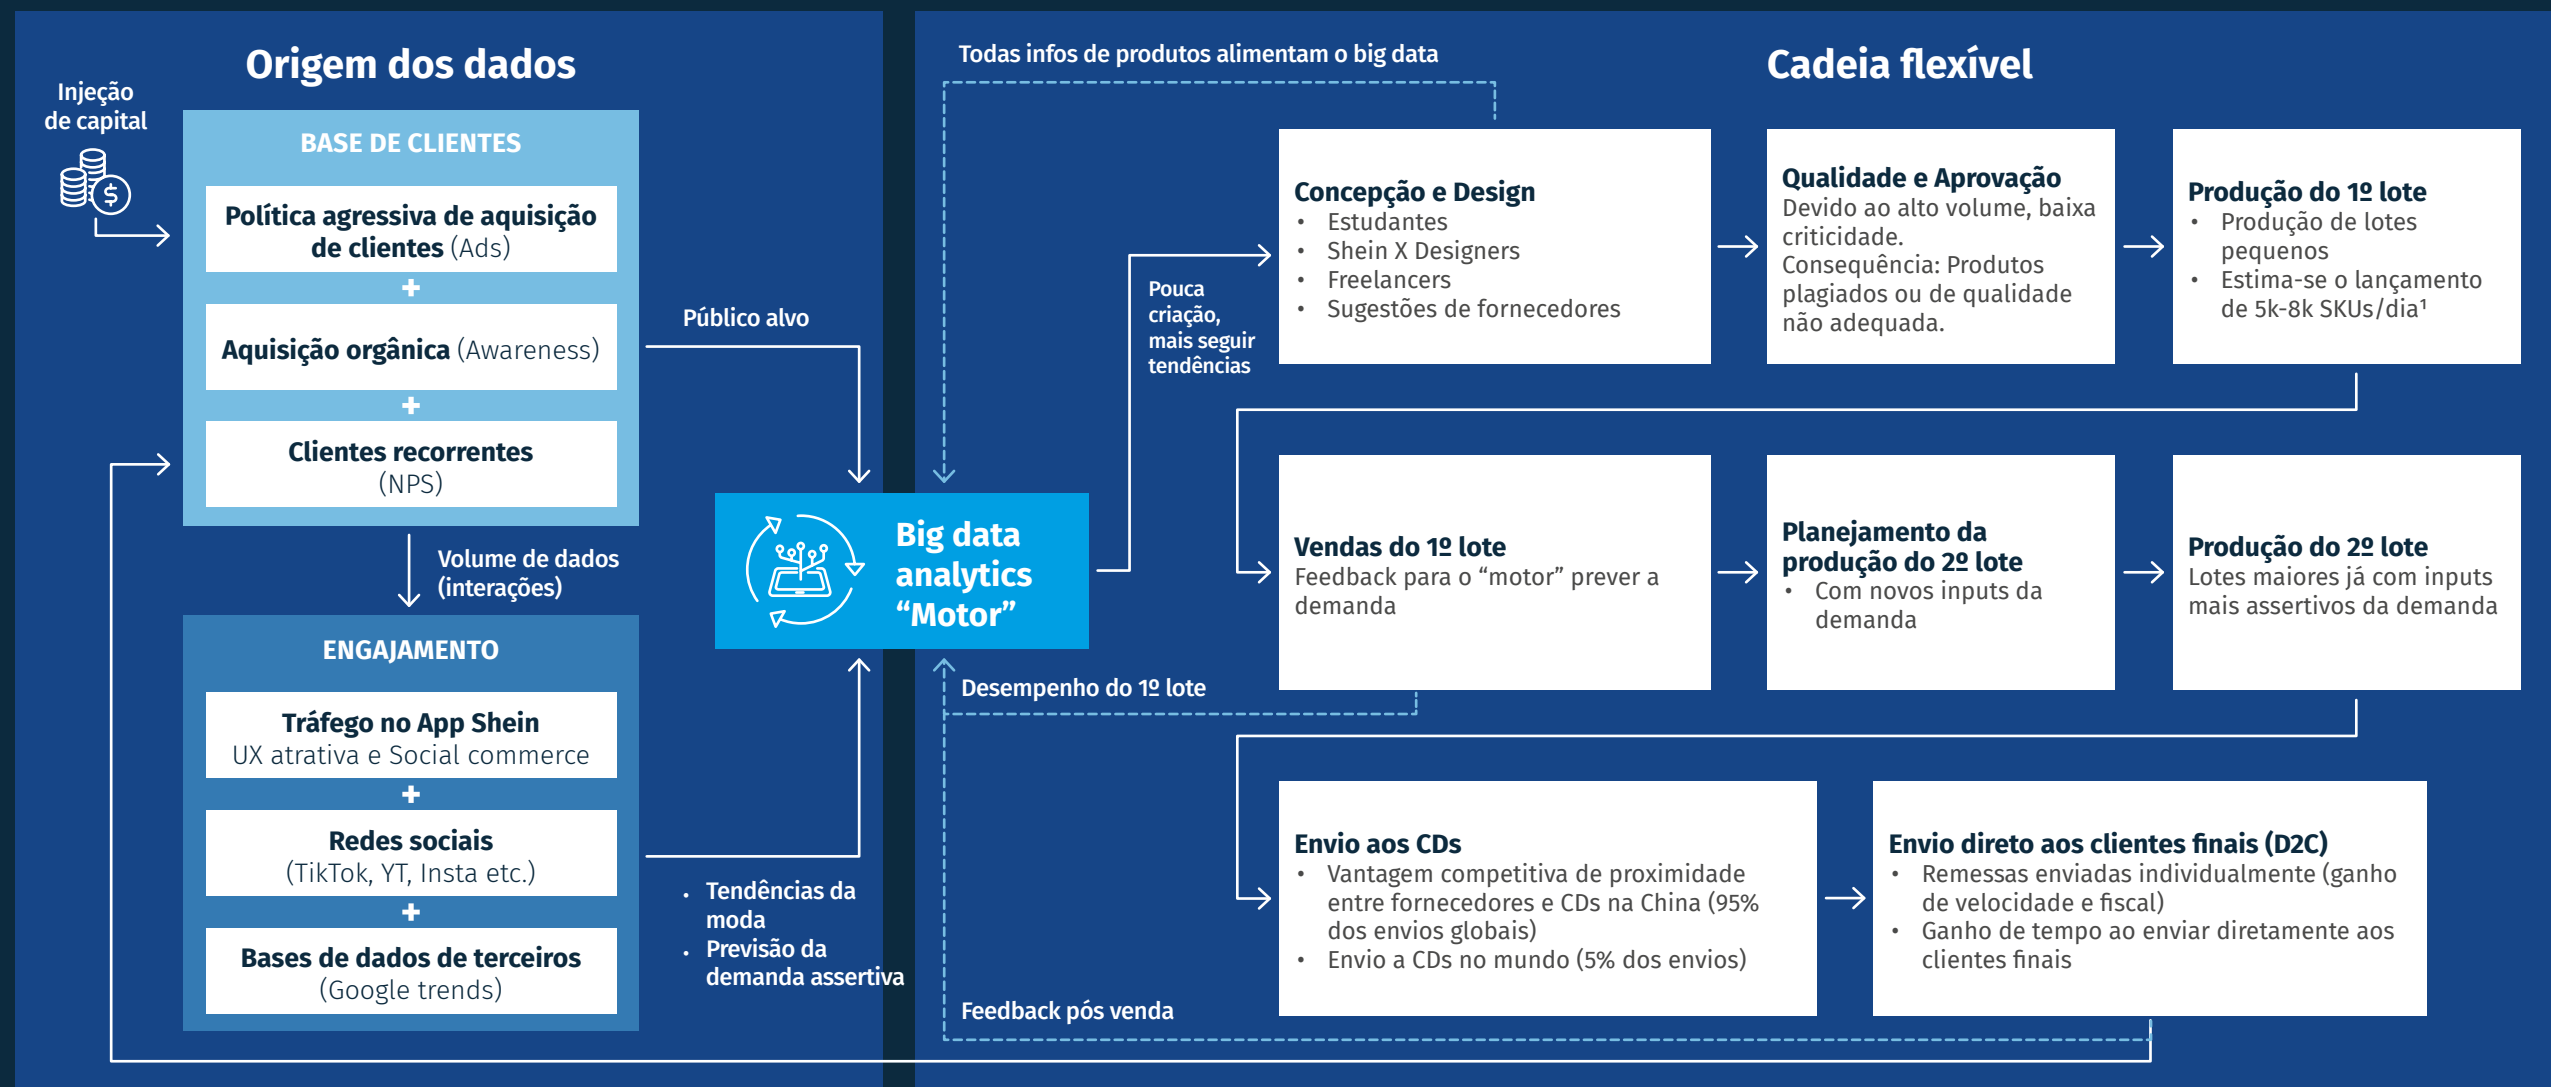 Origem dos dados
Injeção
de capital
$
BASE DE CLIENTES
Política agressiva de aquisição
de clientes (Ads)
+
Aquisição orgânica (Awareness)
+
Clientes recorrentes
(NPS)
Público alvo
Volume de dados
(interações)
ENGAJAMENTO
Tráfego no App Shein
UX atrativa e Social commerce
+
Redes sociais
(TikTok, YT, Insta etc.)
+
Bases de dados de terceiros
(Google trends)
• Tendências da
moda
• Previsão da
demanda assertiva
Big data
analytics
“Motor”
Cadeia flexível
Todas infos de produtos alimentam o big data
Pouca
criação,
mais seguir
tendências
Concepção e Design
• Estudantes
• Shein X Designers
• Freelancers
• Sugestões de fornecedores
Qualidade e Aprovação
Devido ao alto volume, baixa
criticidade.
Consequência: Produtos
plagiados ou de qualidade
não adequada.
Produção do 1º lote
• Produção de lotes
pequenos
• Estima-se o lançamento
de 5k-8k SKUs/dia¹
Vendas do 1º lote
Feedback para o “motor” prever a
demanda
Planejamento da
produção do 2º lote
• Com novos inputs da
demanda
Produção do 2º lote
Lotes maiores já com inputs
mais assertivos da demanda
Desempenho do 1º lote
Envio aos CDs
• Vantagem competitiva de proximidade
entre fornecedores e CDs na China (95%
dos envios globais)
• Envio a CDs no mundo (5% dos envios)
Envio direto aos clientes finais (D2C)
• Remessas enviadas individualmente (ganho
de velocidade e fiscal)
• Ganho de tempo ao enviar diretamente aos
clientes finais
Feedback pós venda